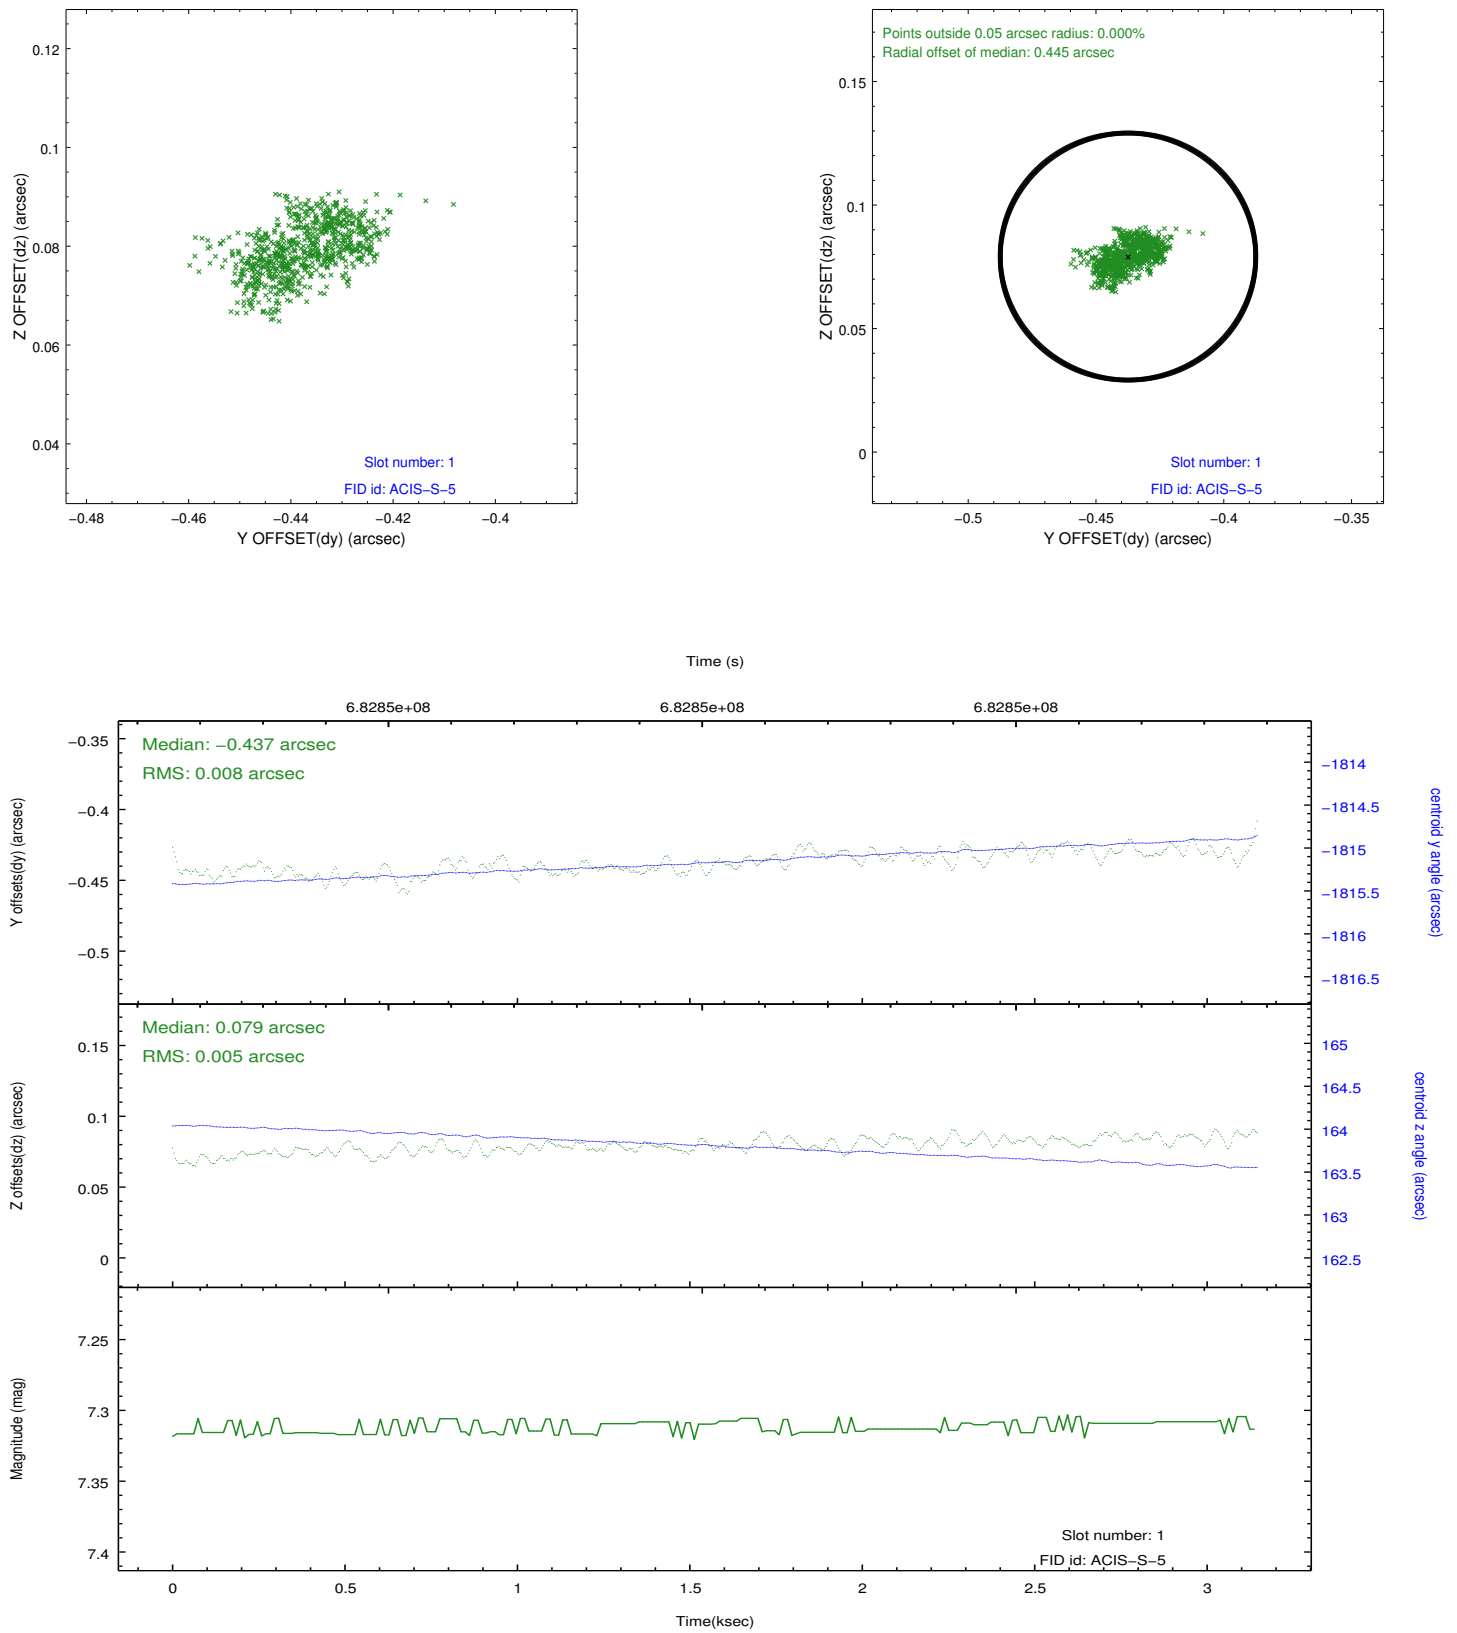 0.12
0.1
0.08
0.06
0.04
Z OFFSET(dz) (arcsec)
−0.48
−0.46
−0.44
−0.42
−0.4
Y OFFSET(dy) (arcsec)
Slot number: 1
FID id: ACIS−S−5
Points outside 0.05 arcsec radius: 0.000%
Radial offset of median: 0.445 arcsec
0.15
0.1
0.05
0
Z OFFSET(dz) (arcsec)
−0.5
−0.45
−0.4
−0.35
Y OFFSET(dy) (arcsec)
Slot number: 1
FID id: ACIS−S−5
Time (s)
6.8285e+08
6.8285e+08
6.8285e+08
Median: −0.437 arcsec
RMS: 0.008 arcsec
−0.35
−0.4
−0.45
−0.5
Y offsets(dy) (arcsec)
−1814
−1814.5
−1815
−1815.5
−1816
−1816.5
centroid y angle (arcsec)
Median: 0.079 arcsec
RMS: 0.005 arcsec
0.15
0.1
0.05
0
Z offsets(dz) (arcsec)
165
164.5
164
163.5
163
162.5
centroid z angle (arcsec)
7.25
7.3
7.35
7.4
Magnitude (mag)
Slot number: 1
FID id: ACIS−S−5
0
0.5
1
1.5
2
2.5
3
Time(ksec)